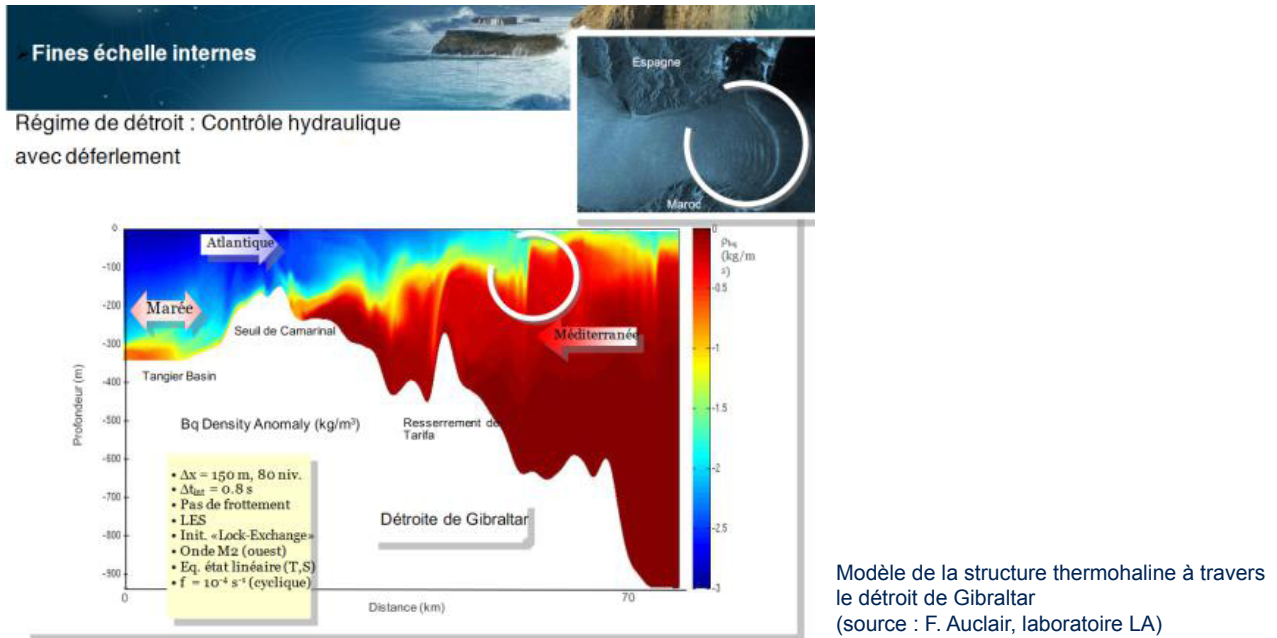 Fines échelle internes
Régime de détroit : Contrôle hydraulique
avec déferlement
Espagne
Maroc
Atlantique
Marée
Seuil de Camarinal
Méditerranée
Tangier Basin
Bq Density Anomaly (kg/m³)
Resserrement de
Tarifa
• Δx = 150 m, 80 niv.
• Δt_int = 0.8 s
• Pas de frottement
• LES
• Init. «Lock-Exchange»
• Onde M2 (ouest)
• Eq. état linéaire (T,S)
• f = 10⁻⁴ s⁻¹ (cyclique)
Détroite de Gibraltar
Profondeur (m)
0
-100
-200
-300
-400
-500
-600
-700
-800
-900
0
70
Distance (km)
0
-0.5
-1
-1.5
-2
-2.5
-3
ρbq
(kg/m
³)
Modèle de la structure thermohaline à travers
le détroit de Gibraltar
(source : F. Auclair, laboratoire LA)